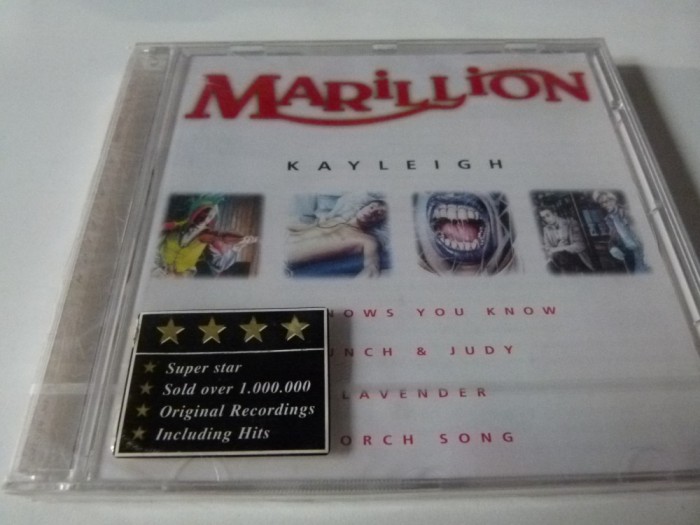 MARILLION
KAYLEIGH
NOWS YOU KNOW
NCH & JUDY
LAVENDER
ORCH SONG
Super star
Sold over 1.000.000
Original Recordings
Including Hits